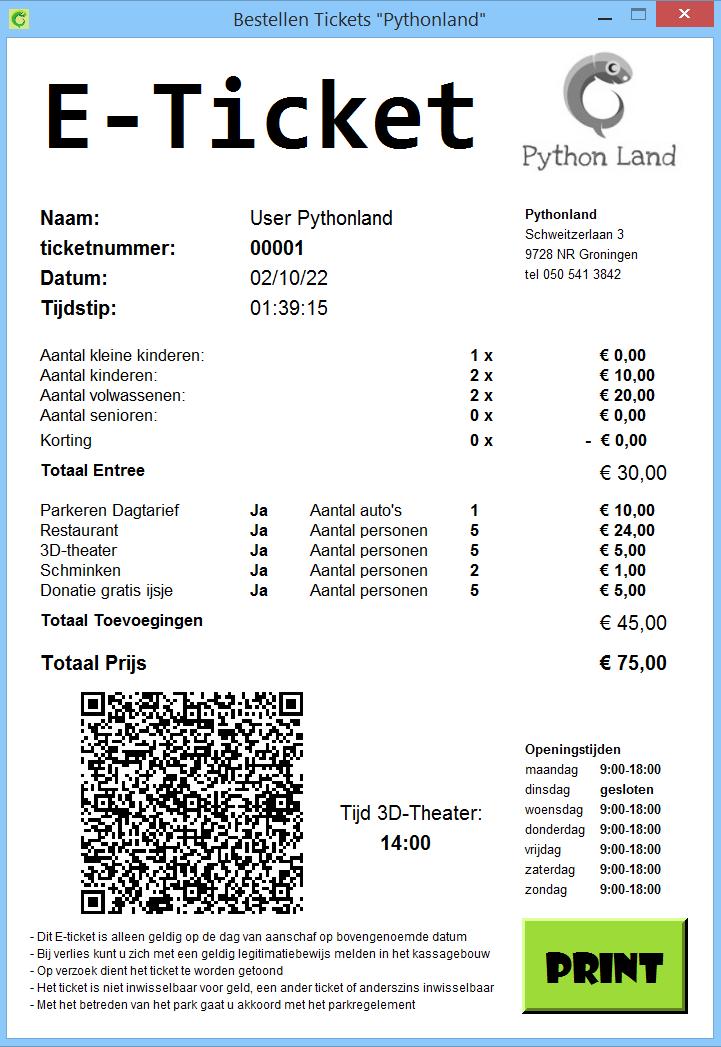 Bestellen Tickets "Pythonland"
E-Ticket
Python Land
Naam: User Pythonland
ticketnummer: 00001
Datum: 02/10/22
Tijdstip: 01:39:15
Pythonland
Schweitzerlaan 3
9728 NR Groningen
tel 050 541 3842
Aantal kleine kinderen: 1 x € 0,00
Aantal kinderen: 2 x € 10,00
Aantal volwassenen: 2 x € 20,00
Aantal senioren: 0 x € 0,00
Korting 0 x - € 0,00
Totaal Entree € 30,00
Parkeren Dagtarief Ja Aantal auto's 1 € 10,00
Restaurant Ja Aantal personen 5 € 24,00
3D-theater Ja Aantal personen 5 € 5,00
Schminken Ja Aantal personen 2 € 1,00
Donatie gratis ijsje Ja Aantal personen 5 € 5,00
Totaal Toevoegingen € 45,00
Totaal Prijs € 75,00
Tijd 3D-Theater:
14:00
Openingstijden
maandag 9:00-18:00
dinsdag gesloten
woensdag 9:00-18:00
donderdag 9:00-18:00
vrijdag 9:00-18:00
zaterdag 9:00-18:00
zondag 9:00-18:00
- Dit E-ticket is alleen geldig op de dag van aanschaf op bovengenoemde datum
- Bij verlies kunt u zich met een geldig legitimatiebewijs melden in het kassagebouw
- Op verzoek dient het ticket te worden getoond
- Het ticket is niet inwisselbaar voor geld, een ander ticket of anderszins inwisselbaar
- Met het betreden van het park gaat u akkoord met het parkregelement
PRINT